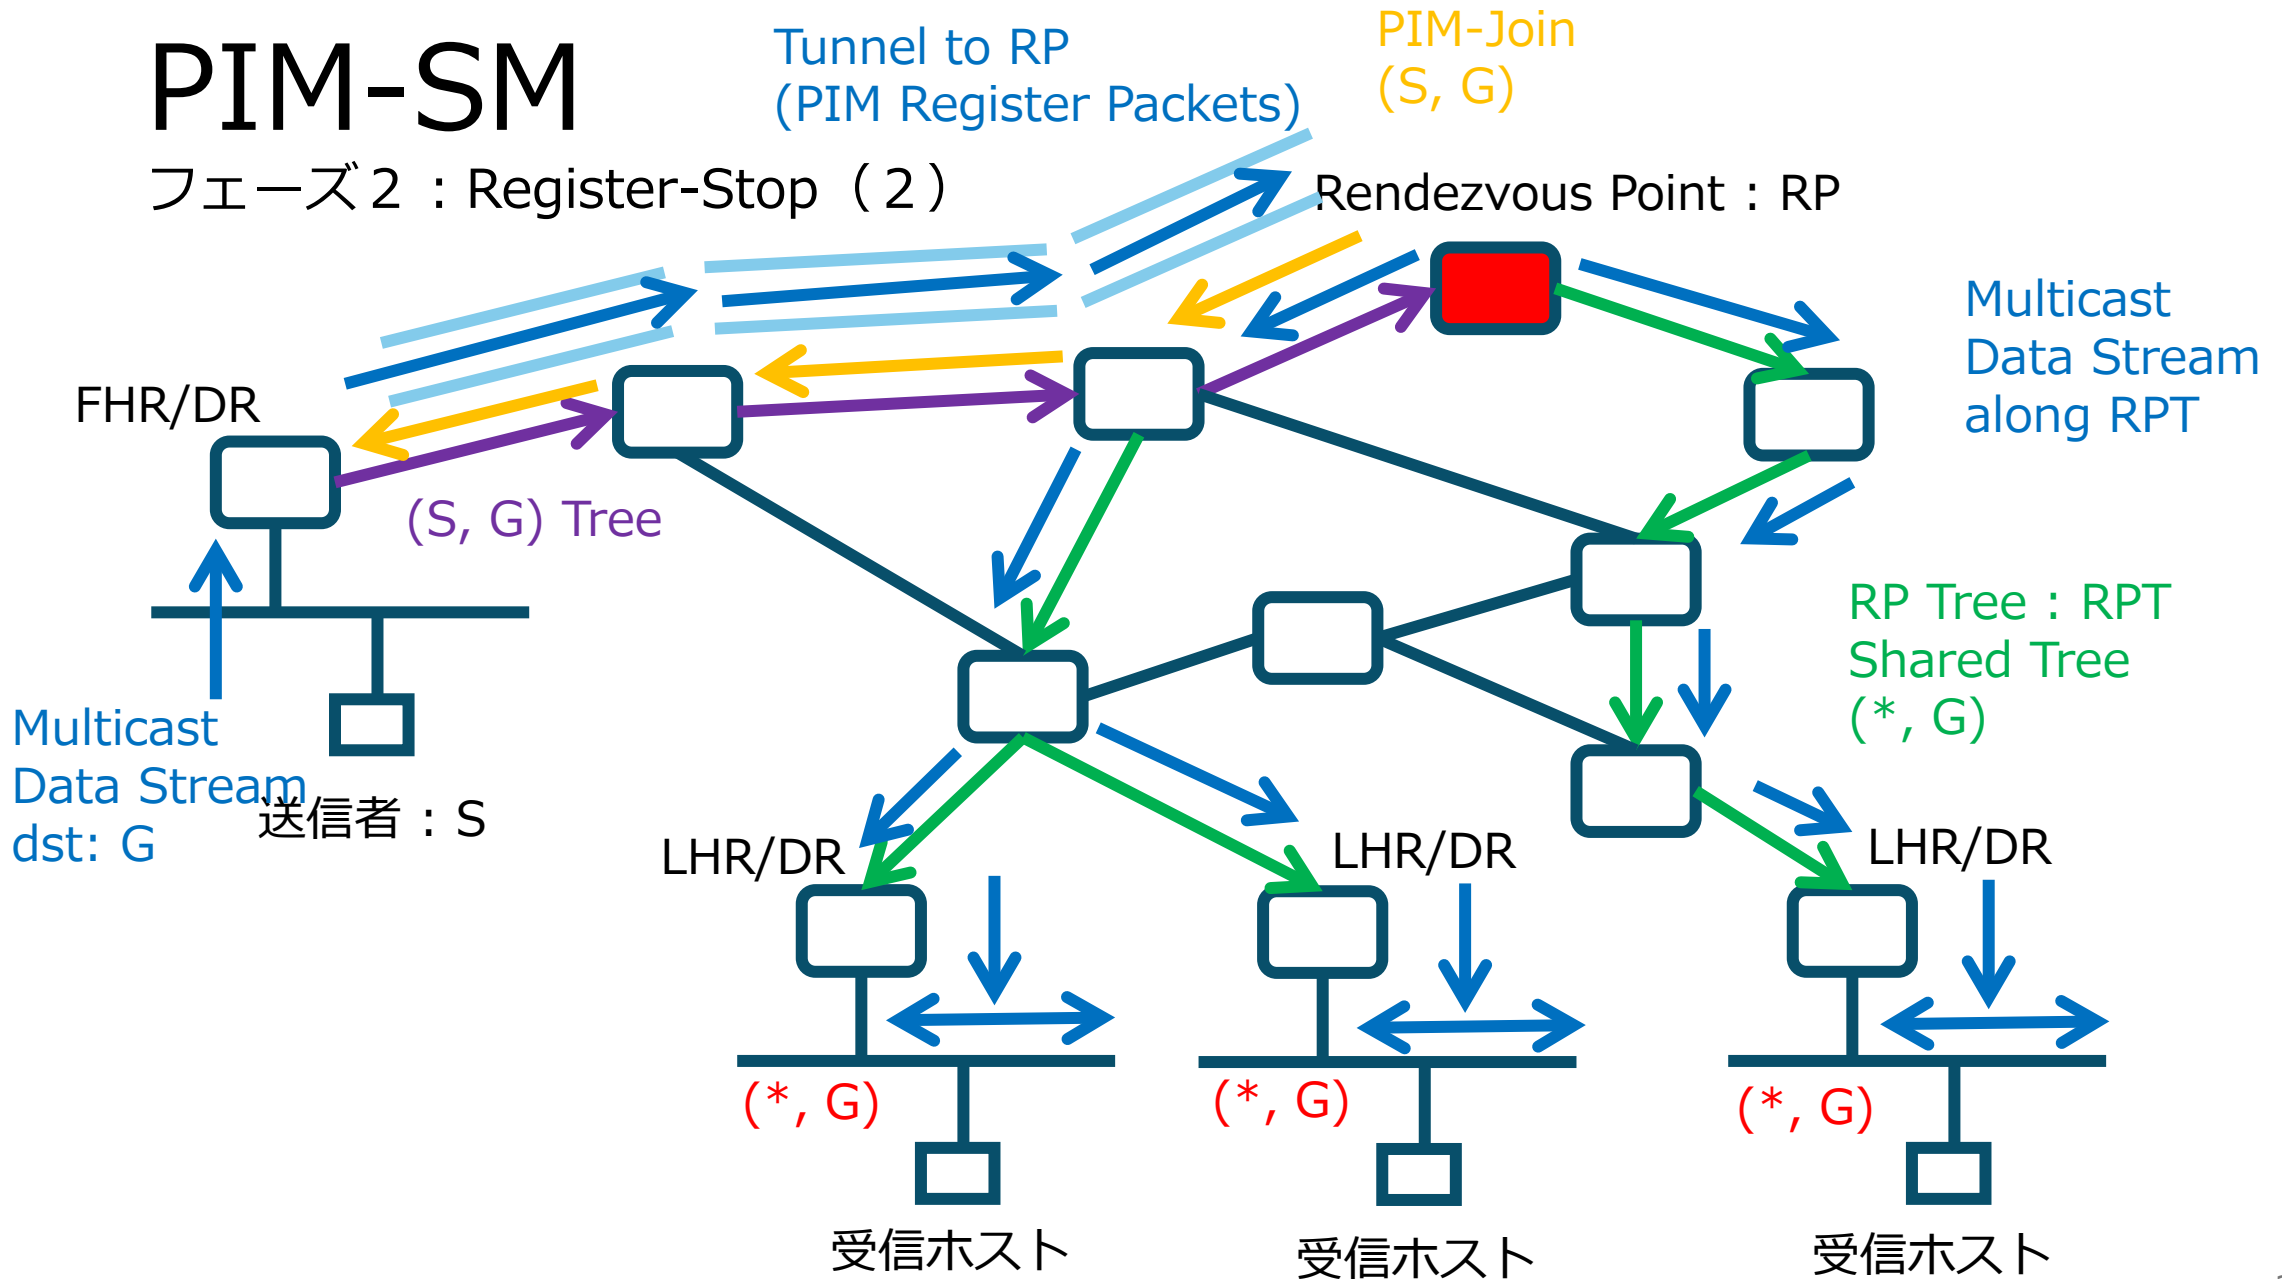 PIM-SM
フェーズ2：Register-Stop（2）
Tunnel to RP
(PIM Register Packets)
PIM-Join
(S, G)
Rendezvous Point : RP
Multicast
Data Stream
along RPT
FHR/DR
(S, G) Tree
RP Tree : RPT
Shared Tree
(*, G)
Multicast
Data Stream
dst: G
送信者 : S
LHR/DR
LHR/DR
LHR/DR
(*, G)
(*, G)
(*, G)
受信ホスト
受信ホスト
受信ホスト